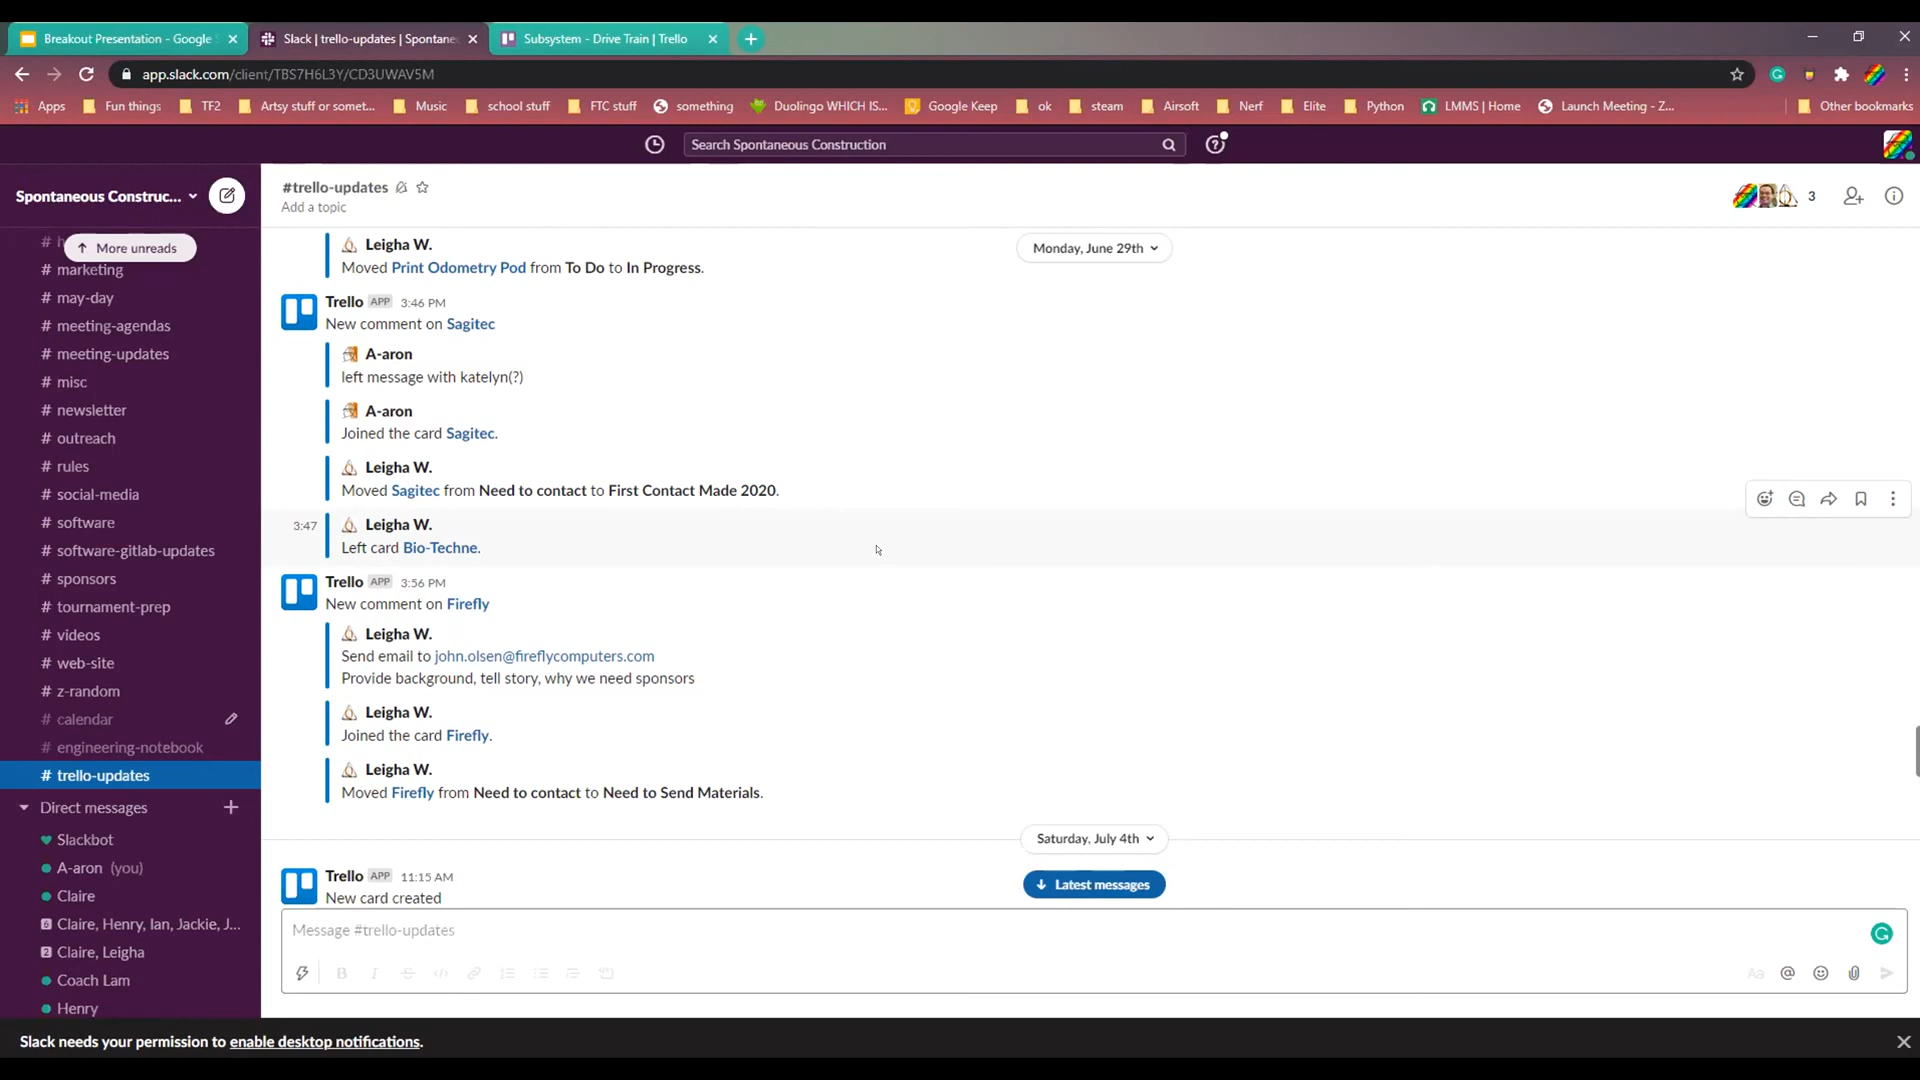 Breakout Presentation - Google
Slack | trello-updates | Spontane
Subsystem - Drive Train | Trello
app.slack.com/client/TBS7H6L3Y/CD3UWAV5M
Apps
Fun things
TF2
Artsy stuff or somet...
Music
school stuff
FTC stuff
something
Duolingo WHICH IS...
Google Keep
ok
steam
Airsoft
Nerf
Elite
Python
LMMS | Home
Launch Meeting - Z...
Other bookmarks
Search Spontaneous Construction
Spontaneous Construc...
More unreads
# marketing
# may-day
# meeting-agendas
# meeting-updates
# misc
# newsletter
# outreach
# rules
# social-media
# software
# software-gitlab-updates
# sponsors
# tournament-prep
# videos
# web-site
# z-random
# calendar
# engineering-notebook
# trello-updates
Direct messages
Slackbot
A-aron (you)
Claire
6 Claire, Henry, Ian, Jackie, J...
2 Claire, Leigha
Coach Lam
Henry
#trello-updates
Add a topic
3
Monday, June 29th
Leigha W.
Moved Print Odometry Pod from To Do to In Progress.
Trello APP 3:46 PM
New comment on Sagitec
A-aron
left message with katelyn(?)
A-aron
Joined the card Sagitec.
Leigha W.
Moved Sagitec from Need to contact to First Contact Made 2020.
3:47 Leigha W.
Left card Bio-Techne.
Trello APP 3:56 PM
New comment on Firefly
Leigha W.
Send email to john.olsen@fireflycomputers.com
Provide background, tell story, why we need sponsors
Leigha W.
Joined the card Firefly.
Leigha W.
Moved Firefly from Need to contact to Need to Send Materials.
Saturday, July 4th
Trello APP 11:15 AM
New card created
Latest messages
Message #trello-updates
B I S </> Aa @
Slack needs your permission to enable desktop notifications.